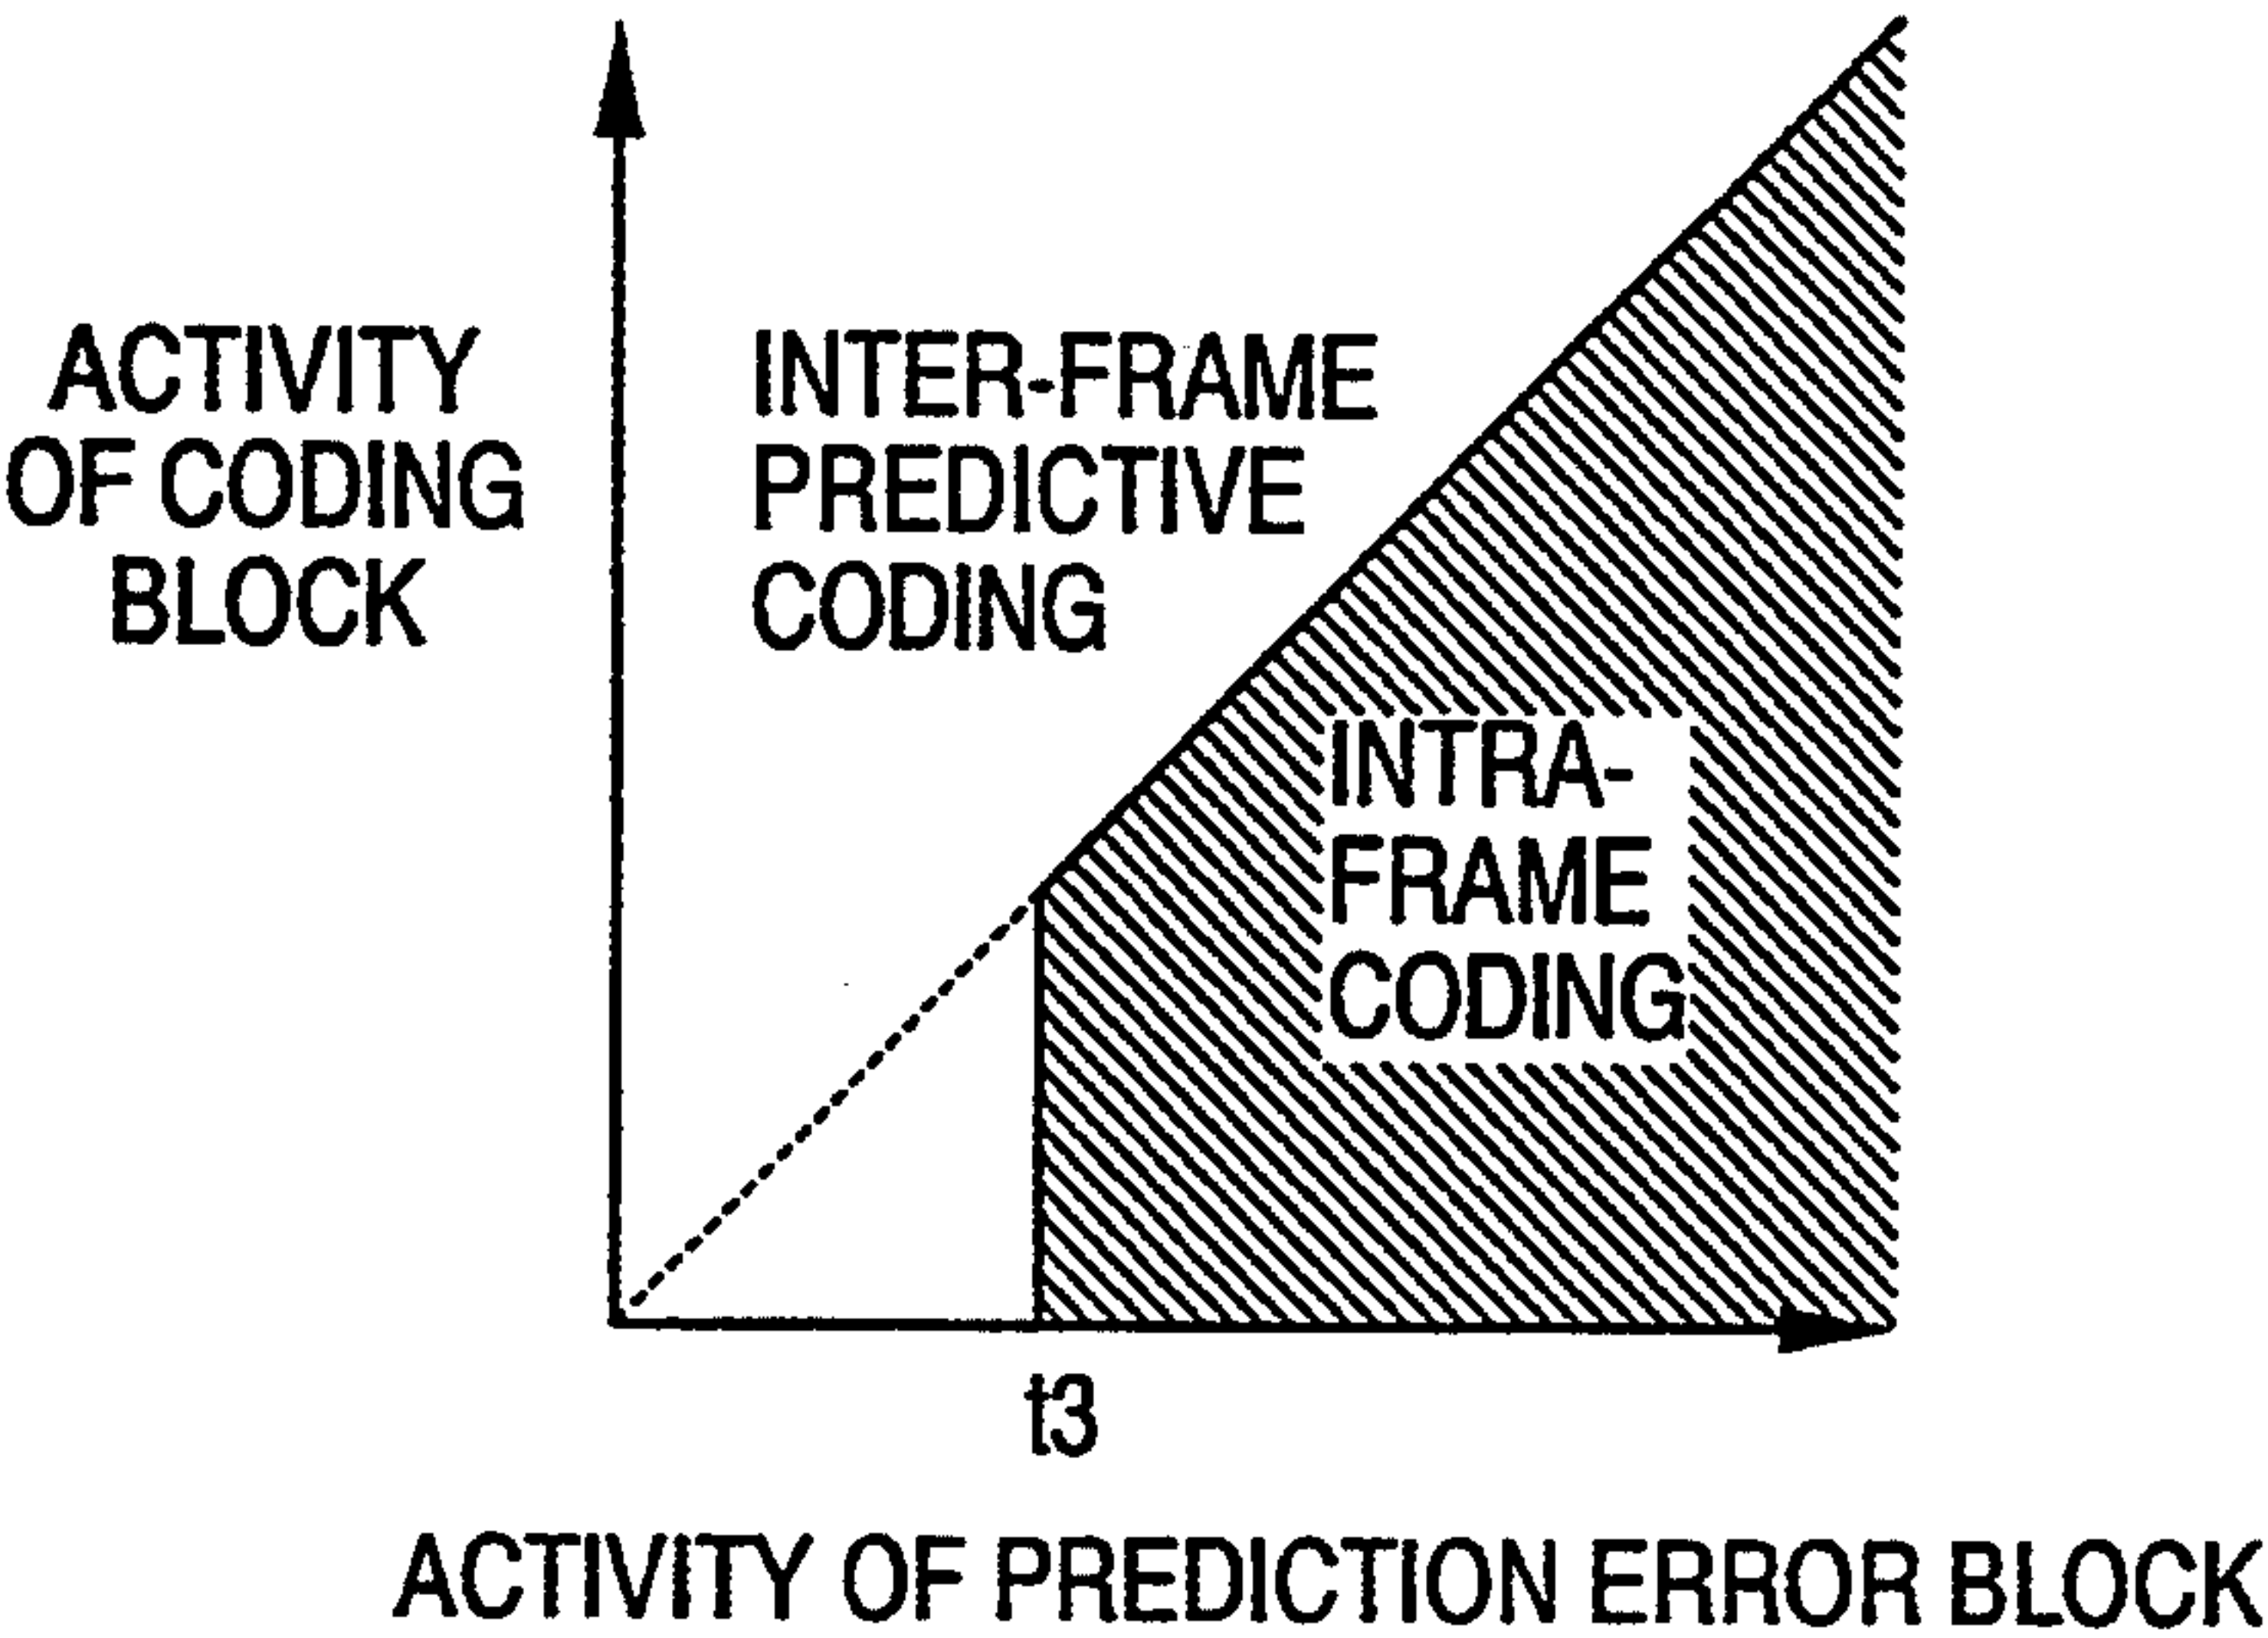 ACTIVITY
OF CODING
BLOCK
INTER-FRAME
PREDICTIVE
CODING
INTRA-
FRAME
CODING
t3
ACTIVITY OF PREDICTION ERROR BLOCK